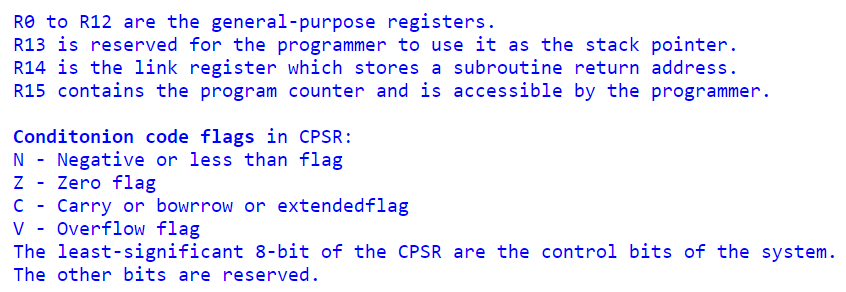 R0 to R12 are the general-purpose registers.
R13 is reserved for the programmer to use it as the stack pointer.
R14 is the link register which stores a subroutine return address.
R15 contains the program counter and is accessible by the programmer.
Conditonion code flags in CPSR:
N - Negative or less than flag
Z - Zero flag
C - Carry or bowrrow or extendedflag
V - Overflow flag
The least-significant 8-bit of the CPSR are the control bits of the system.
The other bits are reserved.